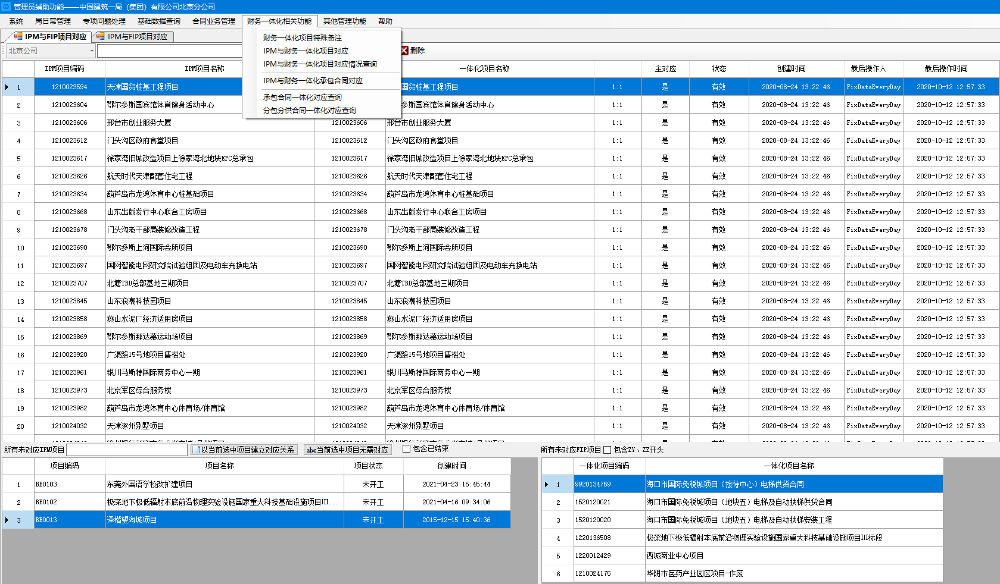 管理员辅助功能——中国建筑一局（集团）有限公司北京分公司
系统 局日常管理 专项问题处理 基础数据查询 合同业务管理 财务一体化相关功能 其他管理功能 帮助
IPM与FIP项目对应 IPM与FIP项目对应
财务一体化项目特殊备注
北京公司 IPM与财务一体化项目对应 删除
IPM与财务一体化项目对应情况查询
IPM项目编码 IPM项目名称 一体化项目名称 主对应 状态 创建时间 最后操作人 最后操作时间
IPM与财务一体化承包合同对应
1 1210023594 天津国贸桩基工程项目 国贸桩基工程项目 1:1 是 有效 2020-08-24 13:22:46 FixDataEveryDay 2020-10-12 12:57:33
承包合同一体化对应查询
2 1210023604 鄂尔多斯国宾馆体育健身活动中心 多斯国宾馆体育健身活动中心 1:1 是 有效 2020-08-24 13:22:46 FixDataEveryDay 2020-10-12 12:57:33
分包分供合同一体化对应查询
3 1210023606 邢台市创业服务大厦 1210023606 邢台市创业服务大厦 1:1 是 有效 2020-08-24 13:22:46 FixDataEveryDay 2020-10-12 12:57:33
4 1210023612 门头沟区政府食堂项目 1210023612 门头沟区政府食堂项目 1:1 是 有效 2020-08-24 13:22:46 FixDataEveryDay 2020-10-12 12:57:33
5 1210023617 徐家湾旧城改造项目上徐家湾北地块EPC总承包 1210023617 徐家湾旧城改造项目上徐家湾北地块EPC总承包 1:1 是 有效 2020-08-24 13:22:46 FixDataEveryDay 2020-10-12 12:57:33
6 1210023626 航天时代天津配套住宅工程 1210023626 航天时代天津配套住宅工程 1:1 是 有效 2020-08-24 13:22:46 FixDataEveryDay 2020-10-12 12:57:33
7 1210023634 葫芦岛市龙湾体育中心桩基础项目 1210023634 葫芦岛市龙湾体育中心桩基础项目 1:1 是 有效 2020-08-24 13:22:46 FixDataEveryDay 2020-10-12 12:57:33
8 1210023668 山东出版发行中心联合工房项目 1210023668 山东出版发行中心联合工房项目 1:1 是 有效 2020-08-24 13:22:46 FixDataEveryDay 2020-10-12 12:57:33
9 1210023678 门头沟老干部局装修改造工程 1210023678 门头沟老干部局装修改造工程 1:1 是 有效 2020-08-24 13:22:46 FixDataEveryDay 2020-10-12 12:57:33
10 1210023690 鄂尔多斯上河国际会所项目 1210023690 鄂尔多斯上河国际会所项目 1:1 是 有效 2020-08-24 13:22:46 FixDataEveryDay 2020-10-12 12:57:33
11 1210023697 国网智能电网研究院试验组团及电动车充换电站 1210023697 国网智能电网研究院试验组团及电动车充换电站 1:1 是 有效 2020-08-24 13:22:46 FixDataEveryDay 2020-10-12 12:57:33
12 1210023707 北塘TBD总部基地三期项目 1210023707 北塘TBD总部基地三期项目 1:1 是 有效 2020-08-24 13:22:46 FixDataEveryDay 2020-10-12 12:57:33
13 1210023845 山东浪潮科技园项目 1210023845 山东浪潮科技园项目 1:1 是 有效 2020-08-24 13:22:46 FixDataEveryDay 2020-10-12 12:57:33
14 1210023858 燕山水泥厂经济适用房项目 1210023858 燕山水泥厂经济适用房项目 1:1 是 有效 2020-08-24 13:22:46 FixDataEveryDay 2020-10-12 12:57:33
15 1210023869 鄂尔多斯那达慕运动场项目 1210023869 鄂尔多斯那达慕运动场项目 1:1 是 有效 2020-08-24 13:22:46 FixDataEveryDay 2020-10-12 12:57:33
16 1210023920 广渠路15号地项目售楼处 1210023920 广渠路15号地项目售楼处 1:1 是 有效 2020-08-24 13:22:46 FixDataEveryDay 2020-10-12 12:57:33
17 1210023961 银川马斯特国际商务中心一期 1210023961 银川马斯特国际商务中心一期 1:1 是 有效 2020-08-24 13:22:46 FixDataEveryDay 2020-10-12 12:57:33
18 1210023973 北京军区综合服务楼 1210023973 北京军区综合服务楼 1:1 是 有效 2020-08-24 13:22:46 FixDataEveryDay 2020-10-12 12:57:33
19 1210023982 葫芦岛市龙湾体育中心体育场/体育馆 1210023982 葫芦岛市龙湾体育中心体育场/体育馆 1:1 是 有效 2020-08-24 13:22:46 FixDataEveryDay 2020-10-12 12:57:33
20 1210024032 天津涿州别墅项目 1210024032 天津涿州别墅项目 1:1 是 有效 2020-08-24 13:22:46 FixDataEveryDay 2020-10-12 12:57:33
所有未对应IPM项目 以当前选中项目建立对应关系 abc当前选中项目无需对应 包含已结束 所有未对应FIP项目 包含ZY、ZZ开头
项目编码 项目名称 项目状态 创建时间 一体化项目编码 一体化项目名称
1 BB0103 东莞外国语学校改扩建项目 未开工 2021-04-23 15:45:44 1 9920134759 海口市国际免税城项目（接待中心）电梯供货合同
2 BB0102 极深地下极低辐射本底前沿物理实验设施国家重大科技基础设施项目III... 未开工 2021-04-16 09:34:06 2 1520120021 海口市国际免税城项目（地块五）电梯及自动扶梯供货合同
3 BB0013 泽楷望海城项目 未开工 2015-12-15 15:40:36 3 1520120020 海口市国际免税城项目（地块五）电梯及自动扶梯安装工程
4 1220136508 极深地下极低辐射本底前沿物理实验设施国家重大科技基础设施项目III标段
5 1220012429 西城商业中心项目
6 1210024175 华阴市医药产业园区项目-作废